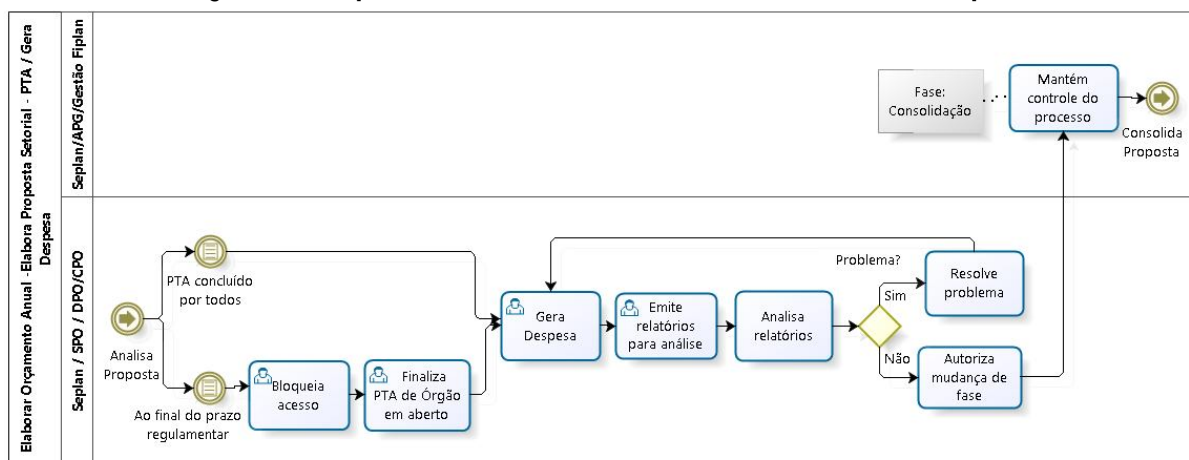 Elaborar Orçamento Anual -Elabora Proposta Setorial - PTA / Gera
Despesa
Seplan/APG/Gestão Fiplan
Fase:
Consolidação
Mantém
controle do
processo
Consolida
Proposta
Seplan / SPO / DPO/CPO
Analisa
Proposta
PTA concluído
por todos
Ao final do prazo
regulamentar
Bloqueia
acesso
Finaliza
PTA de Órgão
em aberto
Gera
Despesa
Emite
relatórios
para análise
Analisa
relatórios
Problema?
Sim
Não
Resolve
problema
Autoriza
mudança de
fase